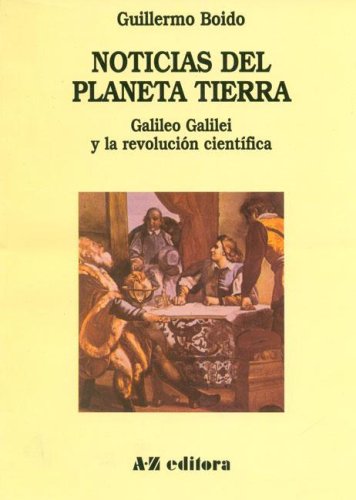 Guillermo Boido
NOTICIAS DEL
PLANETA TIERRA
Galileo Galilei
y la revolución científica
A-Z editora